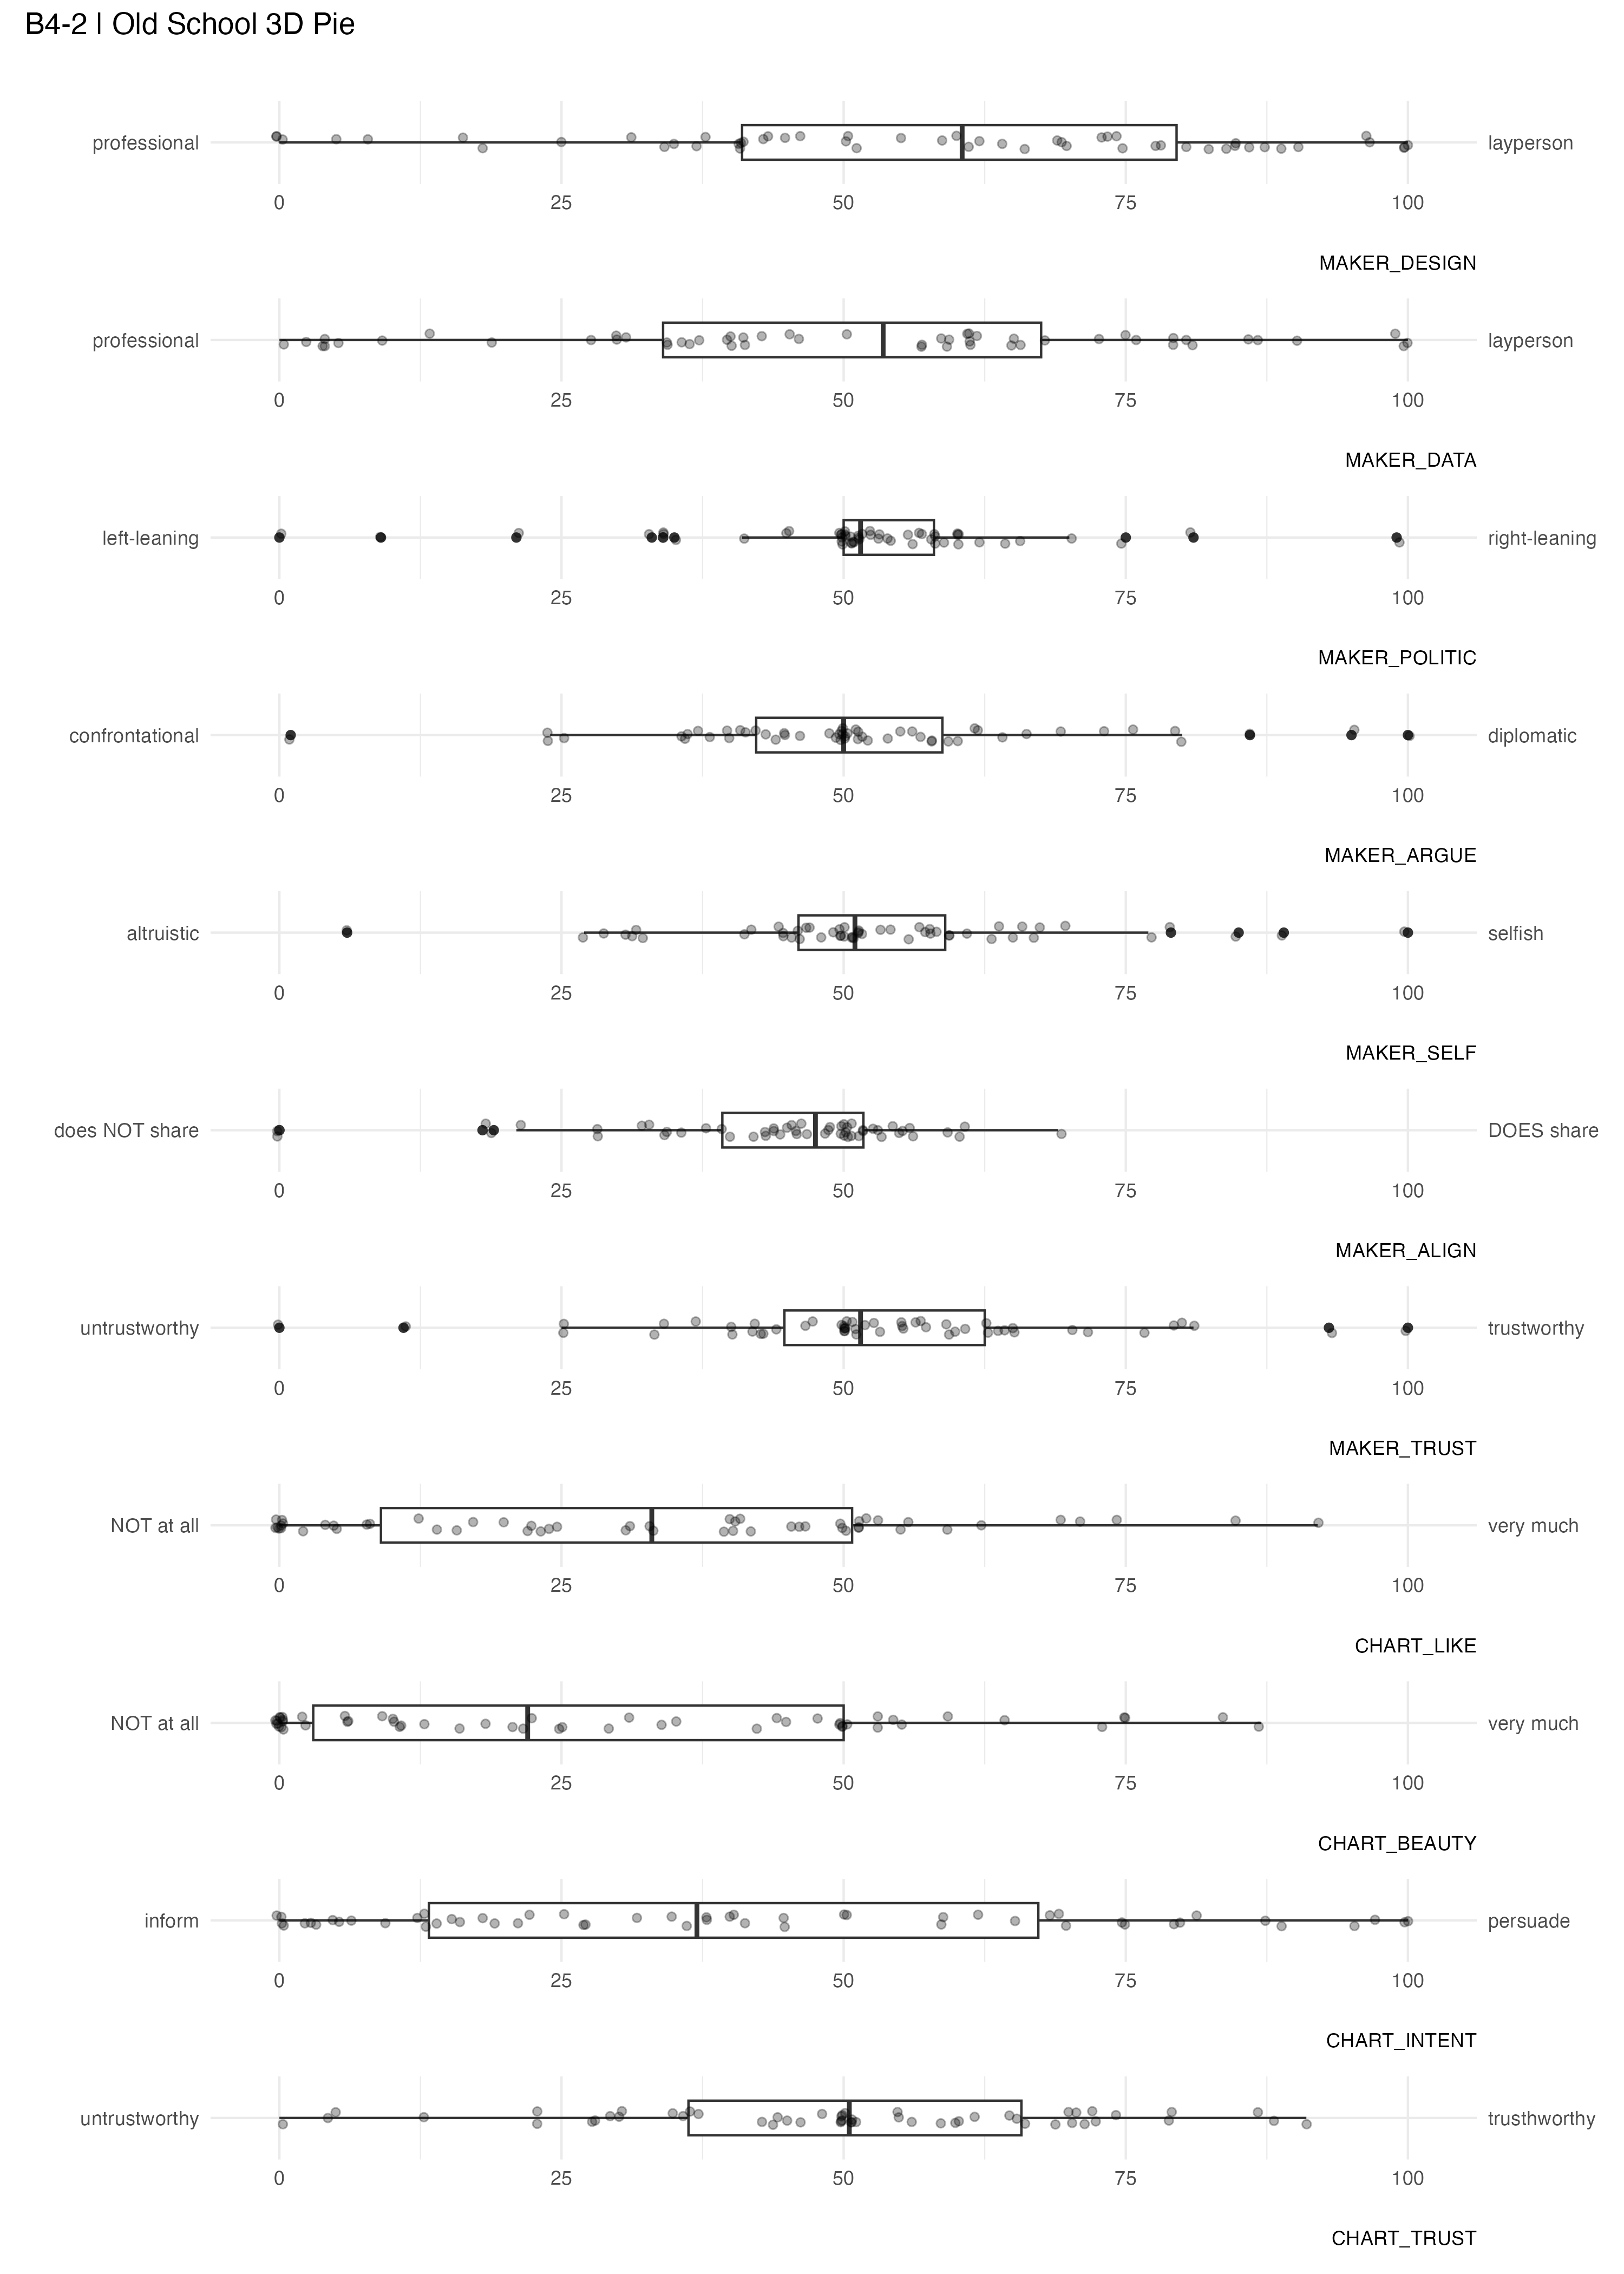 B4-2 | Old School 3D Pie
professional layperson
0 25 50 75 100
MAKER_DESIGN
professional layperson
0 25 50 75 100
MAKER_DATA
left-leaning right-leaning
0 25 50 75 100
MAKER_POLITIC
confrontational diplomatic
0 25 50 75 100
MAKER_ARGUE
altruistic selfish
0 25 50 75 100
MAKER_SELF
does NOT share DOES share
0 25 50 75 100
MAKER_ALIGN
untrustworthy trustworthy
0 25 50 75 100
MAKER_TRUST
NOT at all very much
0 25 50 75 100
CHART_LIKE
NOT at all very much
0 25 50 75 100
CHART_BEAUTY
inform persuade
0 25 50 75 100
CHART_INTENT
untrustworthy trusthworthy
0 25 50 75 100
CHART_TRUST